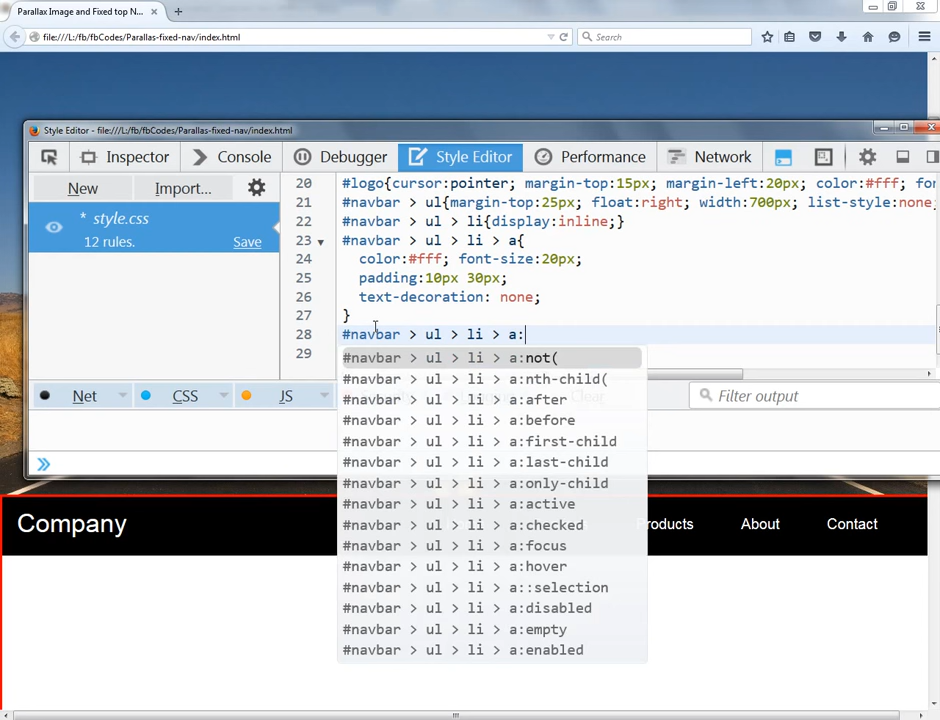 Parallax Image and Fixed top N...
file:///L:/fb/fbCodes/Parallas-fixed-nav/index.html
Search
Style Editor - file:///L:/fb/fbCodes/Parallas-fixed-nav/index.html
Inspector
Console
Debugger
Style Editor
Performance
Network
New
Import...
* style.css
12 rules.
Save
20 #logo{cursor:pointer; margin-top:15px; margin-left:20px; color:#fff; fon
21 #navbar > ul{margin-top:25px; float:right; width:700px; list-style:none;
22 #navbar > ul > li{display:inline;}
23 #navbar > ul > li > a{
24 color:#fff; font-size:20px;
25 padding:10px 30px;
26 text-decoration: none;
27 }
28 #navbar > ul > li > a:
29
#navbar > ul > li > a:not(
#navbar > ul > li > a:nth-child(
#navbar > ul > li > a:after
#navbar > ul > li > a:before
#navbar > ul > li > a:first-child
#navbar > ul > li > a:last-child
#navbar > ul > li > a:only-child
#navbar > ul > li > a:active
#navbar > ul > li > a:checked
#navbar > ul > li > a:focus
#navbar > ul > li > a:hover
#navbar > ul > li > a::selection
#navbar > ul > li > a:disabled
#navbar > ul > li > a:empty
#navbar > ul > li > a:enabled
Net
CSS
JS
Clear
Filter output
Company
Products
About
Contact